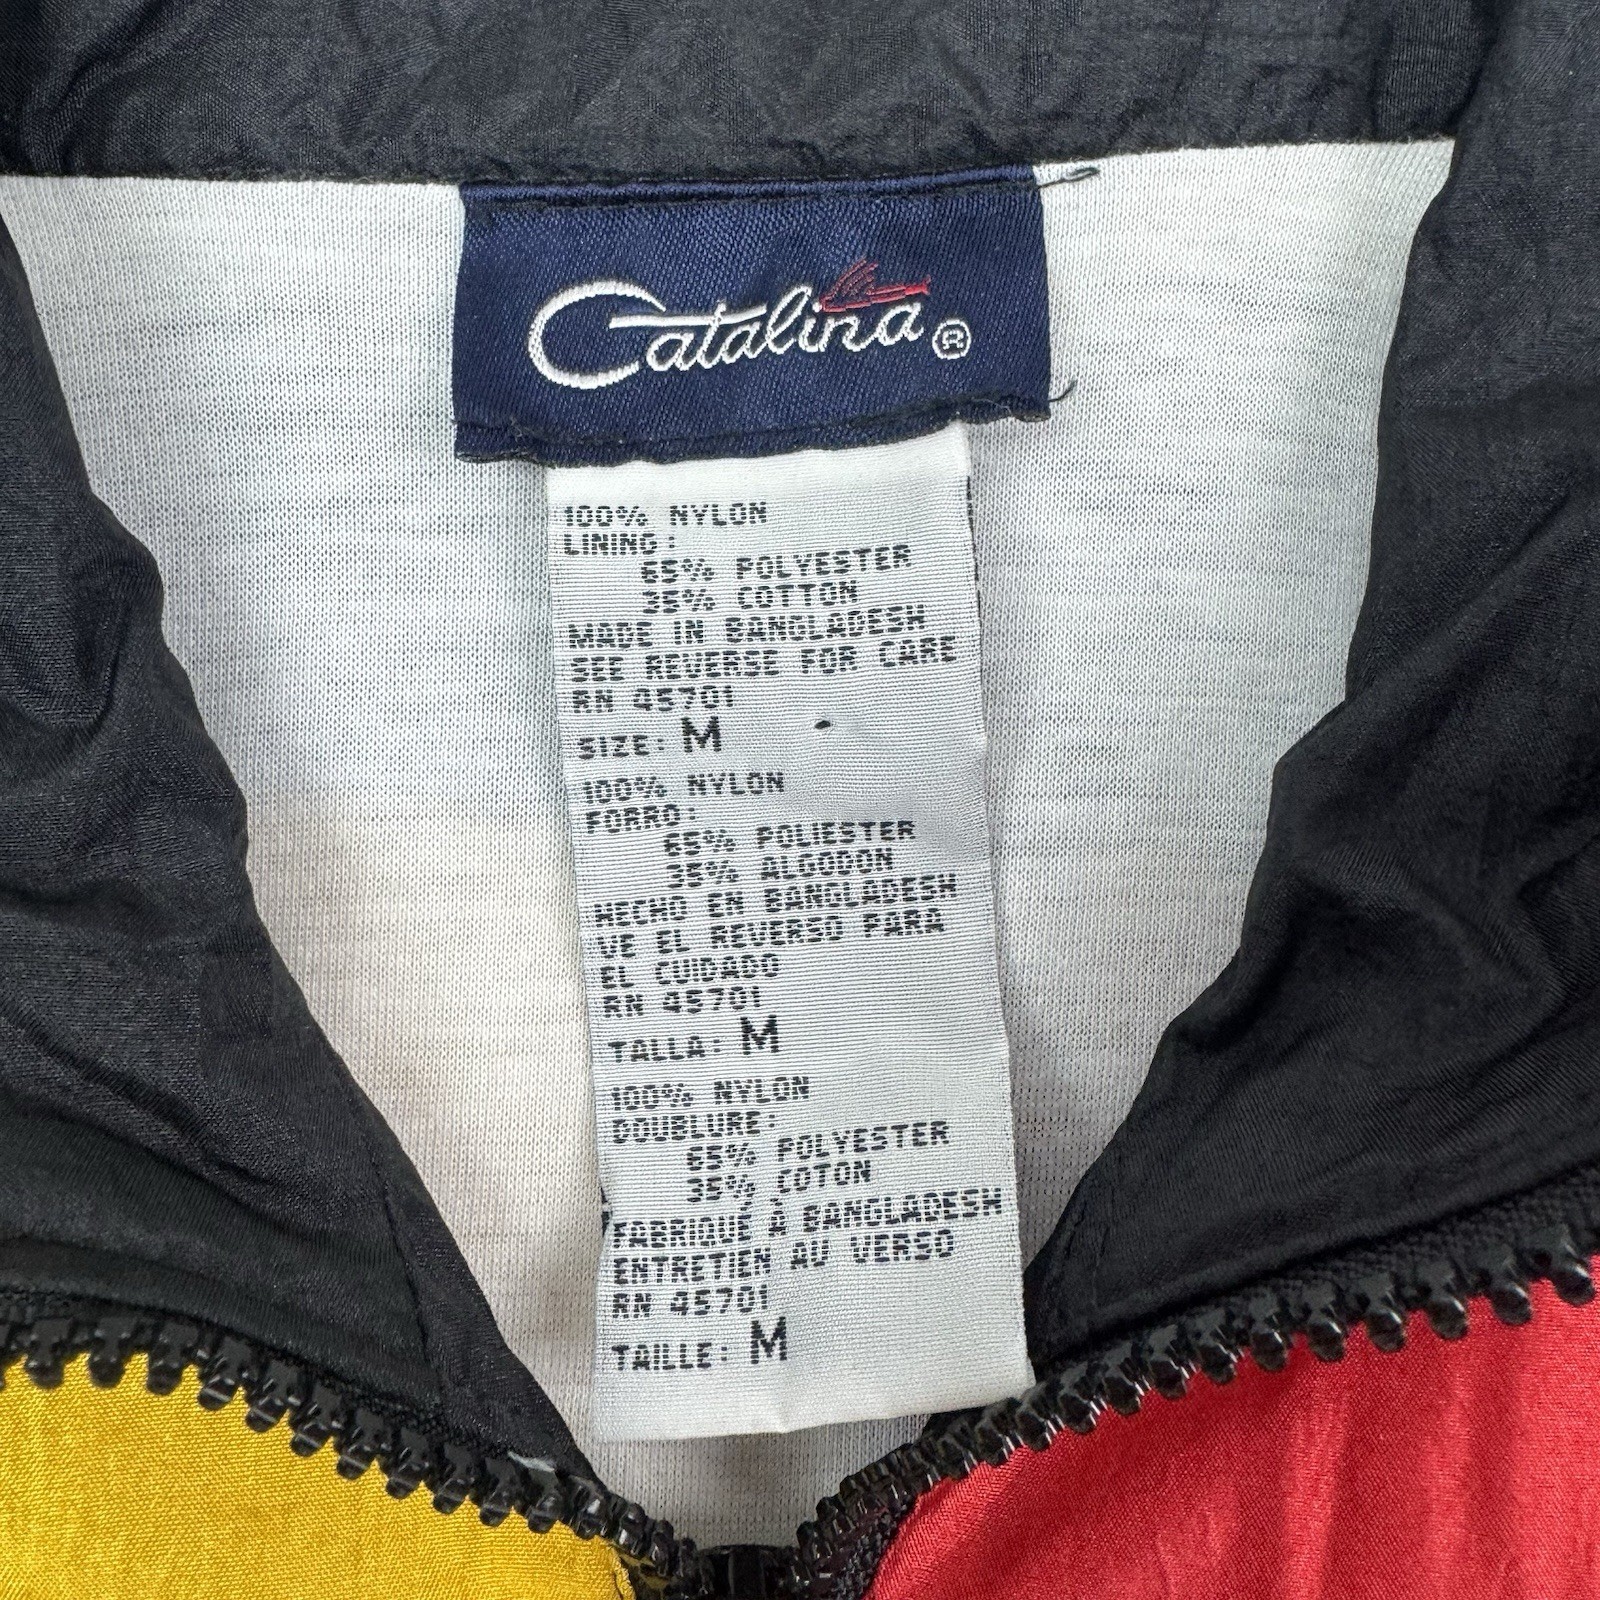 Catalina ®
100% NYLON
LINING:
65% POLYESTER
35% COTTON
MADE IN BANGLADESH
SEE REVERSE FOR CARE
RN 45701
SIZE: M
100% NYLON
FORRO:
65% POLIESTER
35% ALGODON
HECHO EN BANGLADESH
VE EL REVERSO PARA
EL CUIDADO
RN 45701
TALLA: M
100% NYLON
DOUBLURE:
65% POLYESTER
35% COTON
FABRIQUE À BANGLADESH
ENTRETIEN AU VERSO
RN 45701
TAILLE: M